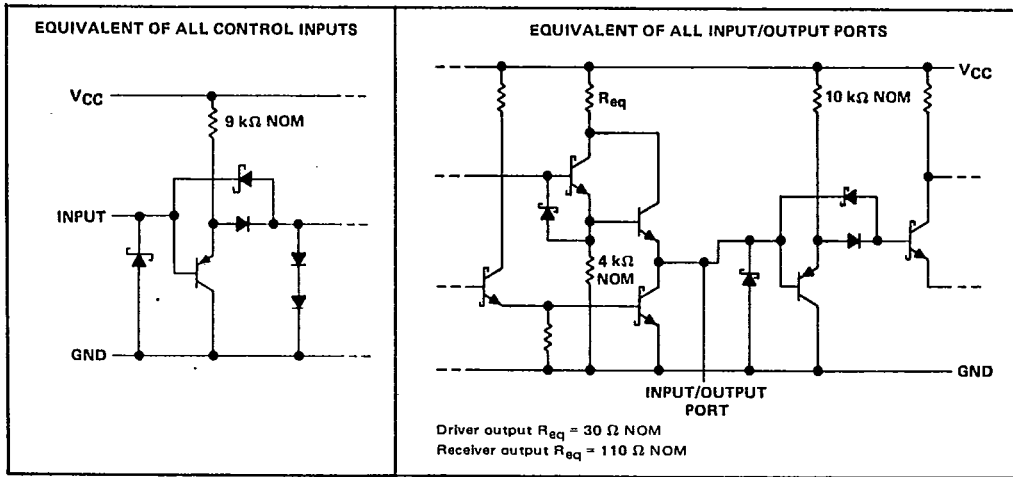 EQUIVALENT OF ALL CONTROL INPUTS
VCC
9 kΩ NOM
INPUT
GND
EQUIVALENT OF ALL INPUT/OUTPUT PORTS
VCC
Req
10 kΩ NOM
4 kΩ
NOM
GND
INPUT/OUTPUT
PORT
Driver output Req = 30 Ω NOM
Receiver output Req = 110 Ω NOM